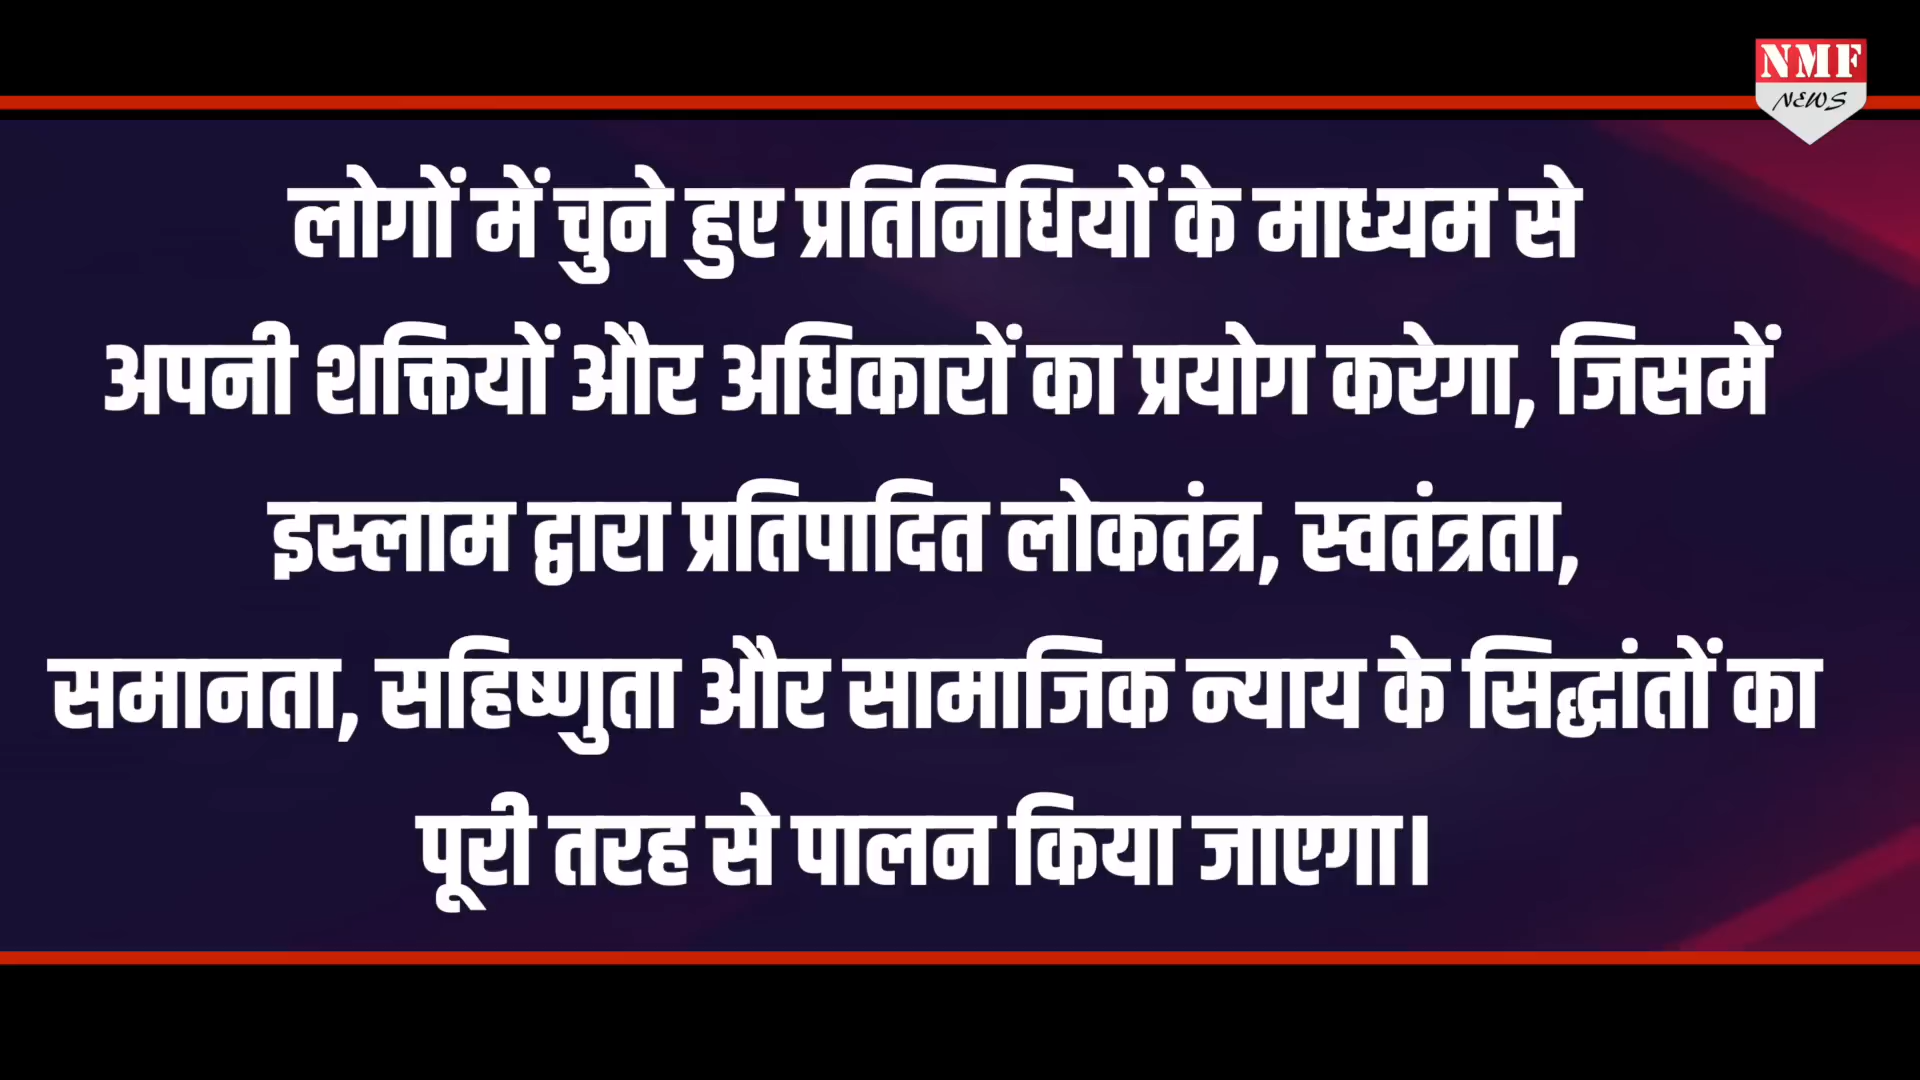 NMF
NEWS
लोगों में चुने हुए प्रतिनिधियों के माध्यम से
अपनी शक्तियों और अधिकारों का प्रयोग करेगा, जिसमें
इस्लाम द्वारा प्रतिपादित लोकतंत्र, स्वतंत्रता,
समानता, सहिष्णुता और सामाजिक न्याय के सिद्धांतों का
पूरी तरह से पालन किया जाएगा।